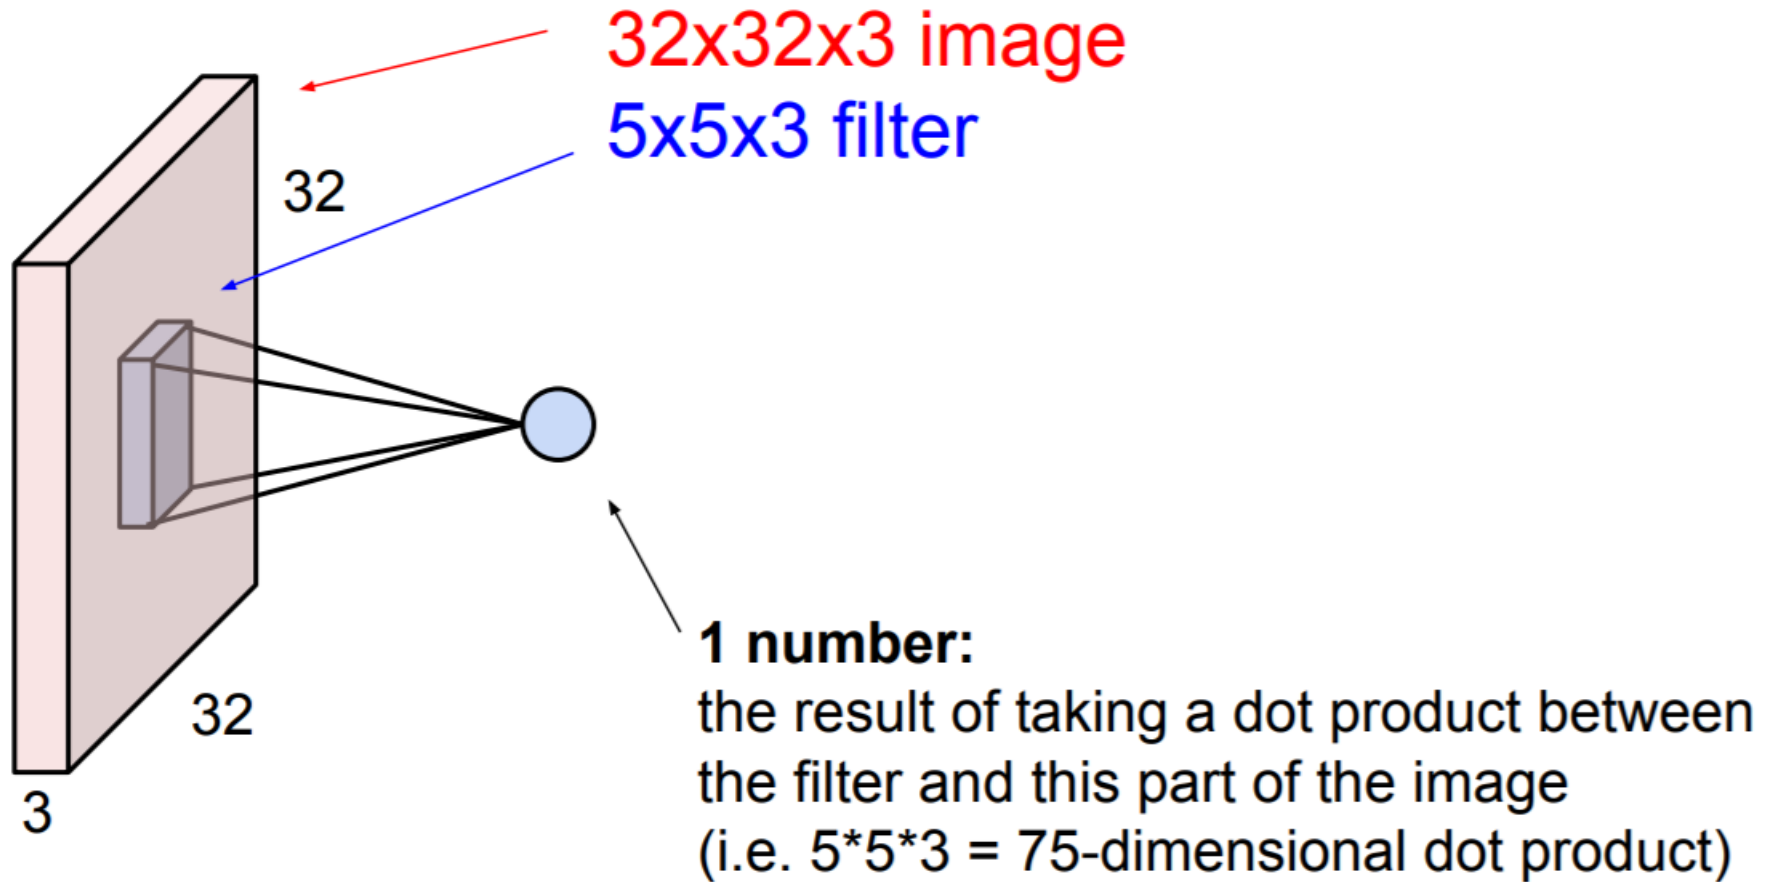 32x32x3 image
5x5x3 filter
32
32
3
1 number:
the result of taking a dot product between
the filter and this part of the image
(i.e. 5*5*3 = 75-dimensional dot product)